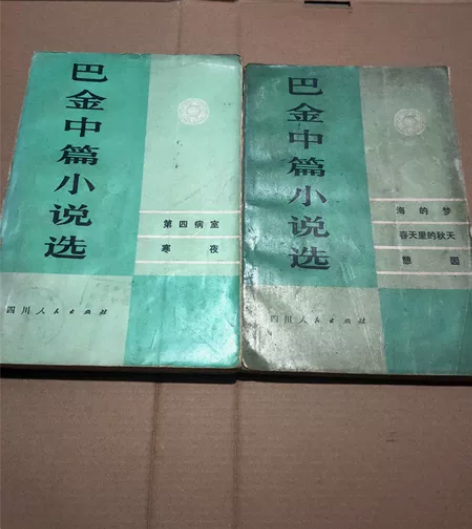 巴金中篇小说选
第四病室
寒夜
四川人民出版社
巴金中篇小说选
海的梦
春天里的秋天
憩园
四川人民出版社